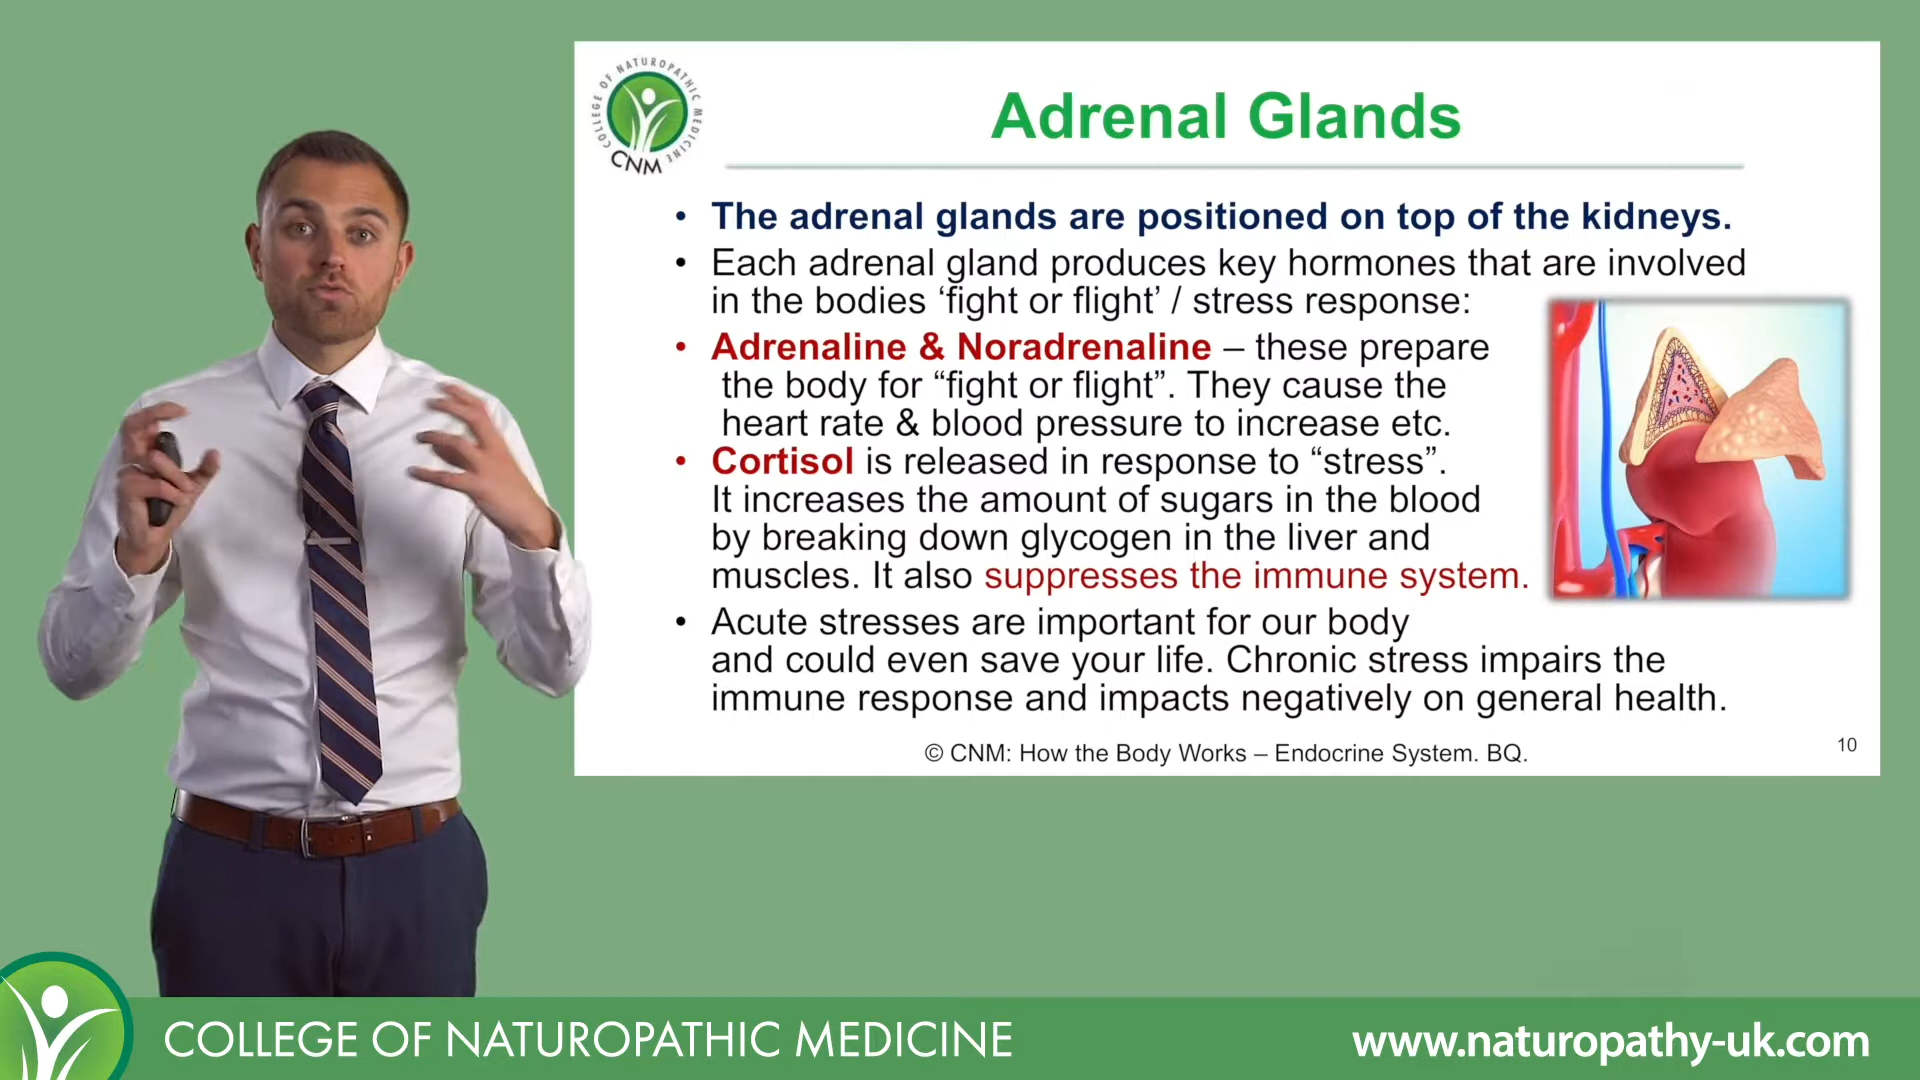 COLLEGE OF NATUROPATHIC MEDICINE
CNM
Adrenal Glands
• The adrenal glands are positioned on top of the kidneys.
• Each adrenal gland produces key hormones that are involved
in the bodies ‘fight or flight’ / stress response:
• Adrenaline & Noradrenaline – these prepare
the body for “fight or flight”. They cause the
heart rate & blood pressure to increase etc.
• Cortisol is released in response to “stress”.
It increases the amount of sugars in the blood
by breaking down glycogen in the liver and
muscles. It also suppresses the immune system.
• Acute stresses are important for our body
and could even save your life. Chronic stress impairs the
immune response and impacts negatively on general health.
© CNM: How the Body Works – Endocrine System. BQ.
10
COLLEGE OF NATUROPATHIC MEDICINE
www.naturopathy-uk.com